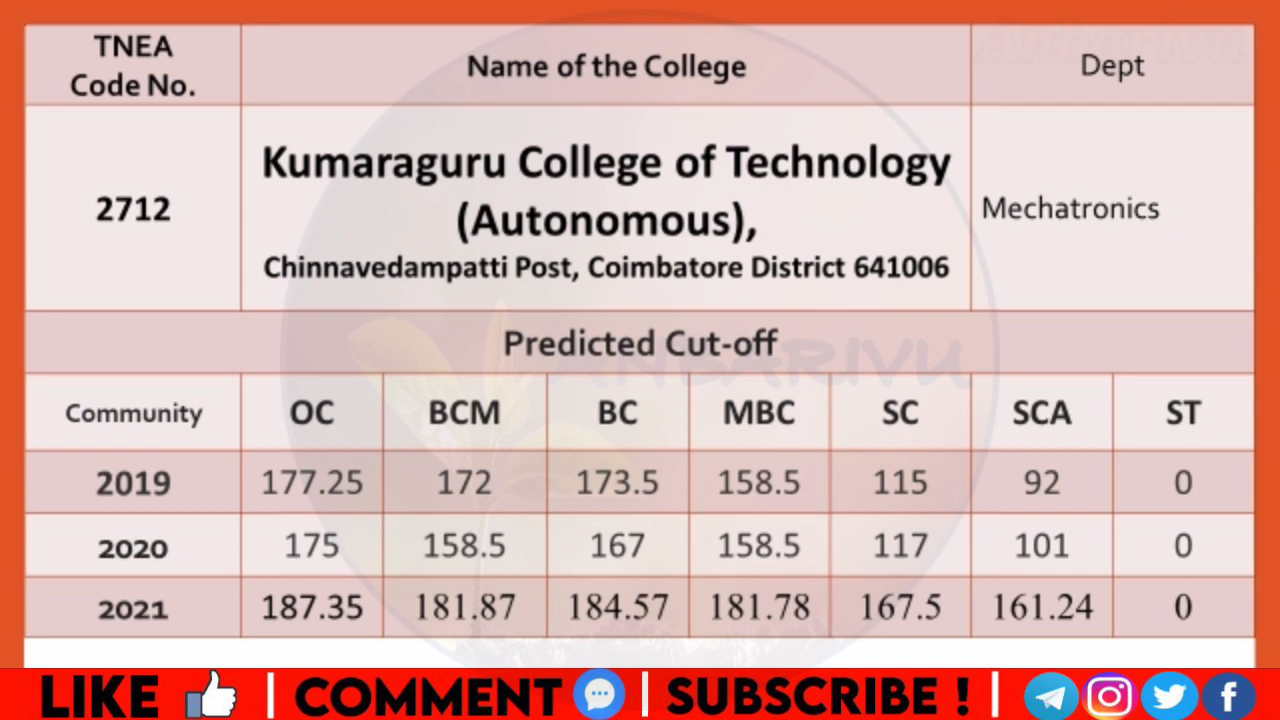 TNEA
Code No.
Name of the College
Dept
2712
Kumaraguru College of Technology
(Autonomous),
Chinnavedampatti Post, Coimbatore District 641006
Mechatronics
Predicted Cut-off
ANBARIVU
Community OC BCM BC MBC SC SCA ST
2019 177.25 172 173.5 158.5 115 92 0
2020 175 158.5 167 158.5 117 101 0
2021 187.35 181.87 184.57 181.78 167.5 161.24 0
LIKE | COMMENT | SUBSCRIBE ! |